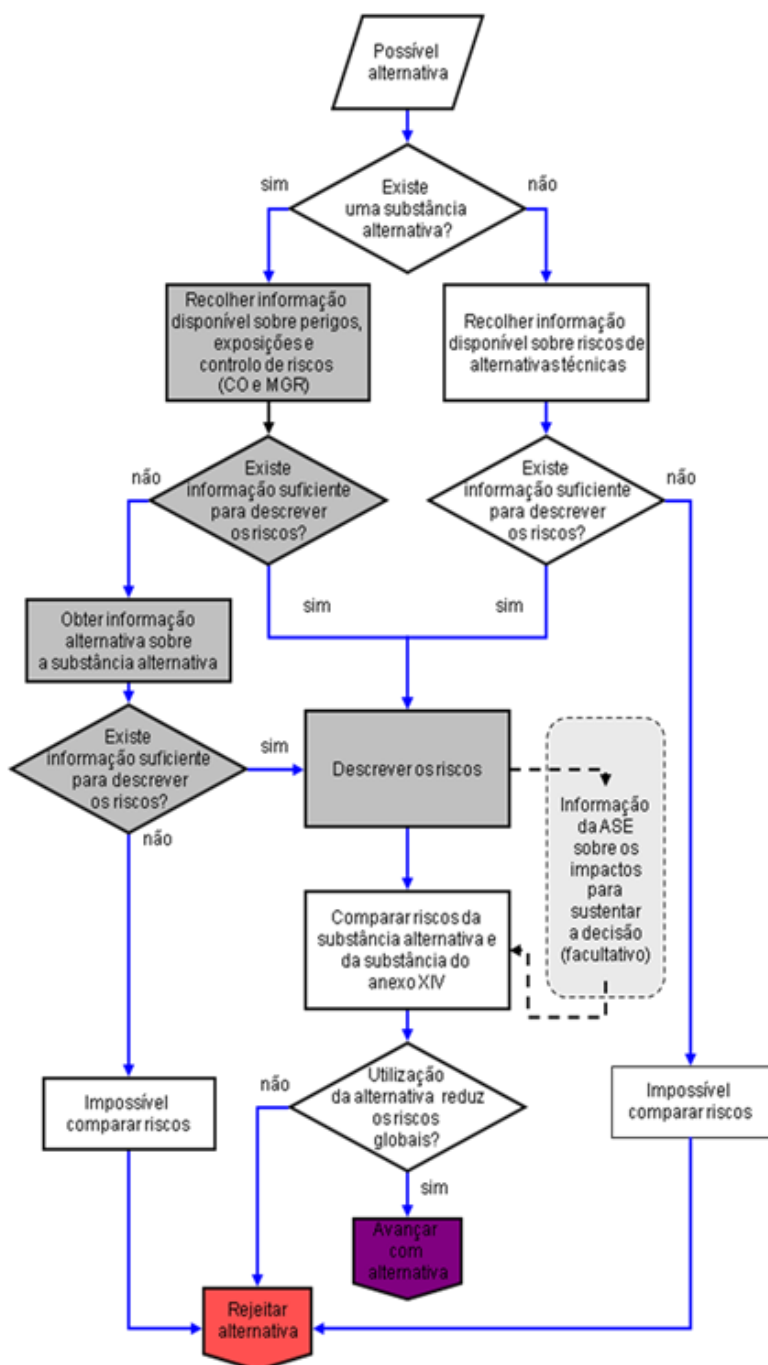 Possível
alternativa
sim
não
Existe
uma substância
alternativa?
Recolher informação
disponível sobre perigos,
exposições e
controlo de riscos
(CO e MGR)
Recolher informação
disponível sobre riscos de
alternativas técnicas
não
Existe
informação suficiente
para descrever
os riscos?
Existe
informação suficiente
para descrever
os riscos?
não
sim
sim
Obter informação
alternativa sobre
a substância alternativa
Existe
informação suficiente
para descrever
os riscos?
sim
não
Descrever os riscos
Informação
da ASE
sobre os
impactos
para
sustentar
a decisão
(facultativo)
Comparar riscos da
substância alternativa e
da substância do
anexo XIV
não
Utilização
da alternativa reduz
os riscos
globais?
sim
Impossível
comparar riscos
Impossível
comparar riscos
Avançar
com
alternativa
Rejeitar
alternativa